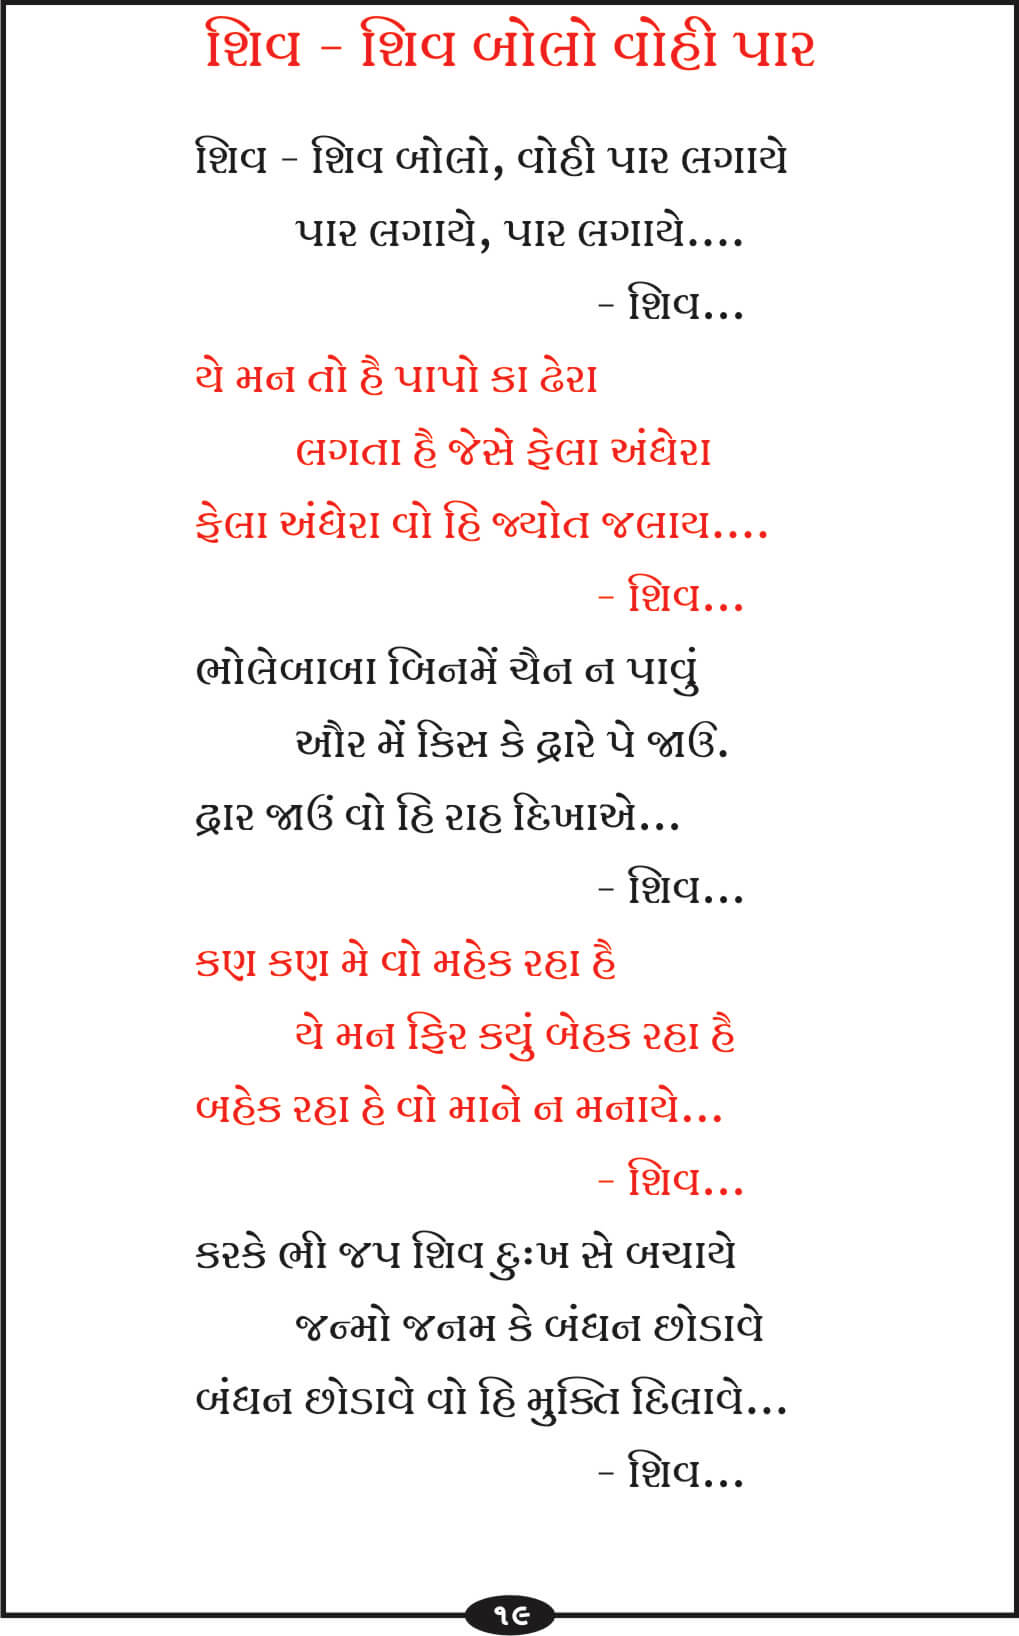 શિવ - શિવ બોલો વોહી પાર
શિવ - શિવ બોલો, વોહી પાર લગાયે
પાર લગાયે, પાર લગાયે....
- શિવ...
યે મન તો હૈ પાપો કા ઢેરા
લગતા હૈ જેસે ફેલા અંધેરા
ફેલા અંધેરા વો હિ જ્યોત જલાય....
- શિવ...
ભોલેબાબા બિનમેં ચૈન ન પાવું
ઔર મેં કિસ કે દ્વારે પે જાઉ.
દ્વાર જાઉં વો હિ રાહ દિખાએ...
- શિવ...
કણ કણ મે વો મહેક રહા હૈ
યે મન ફિર કયું બેહક રહા હૈ
બહેક રહા હે વો માને ન મનાયે...
- શિવ...
કરકે ભી જપ શિવ દુઃખ સે બચાયે
જન્મો જનમ કે બંધન છોડાવે
બંધન છોડાવે વો હિ મુક્તિ દિલાવે...
- શિવ...
૧૯